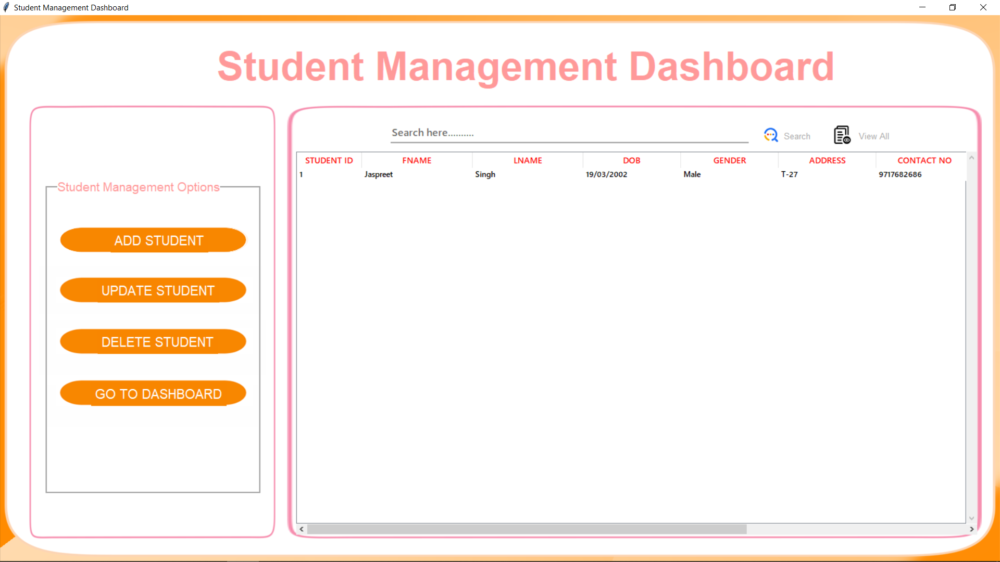 Student Management Dashboard
Student Management Dashboard
Search here..........
Search
View All
STUDENT ID FNAME LNAME DOB GENDER ADDRESS CONTACT NO
1 Jaspreet Singh 19/03/2002 Male T-27 9717682686
Student Management Options
ADD STUDENT
UPDATE STUDENT
DELETE STUDENT
GO TO DASHBOARD